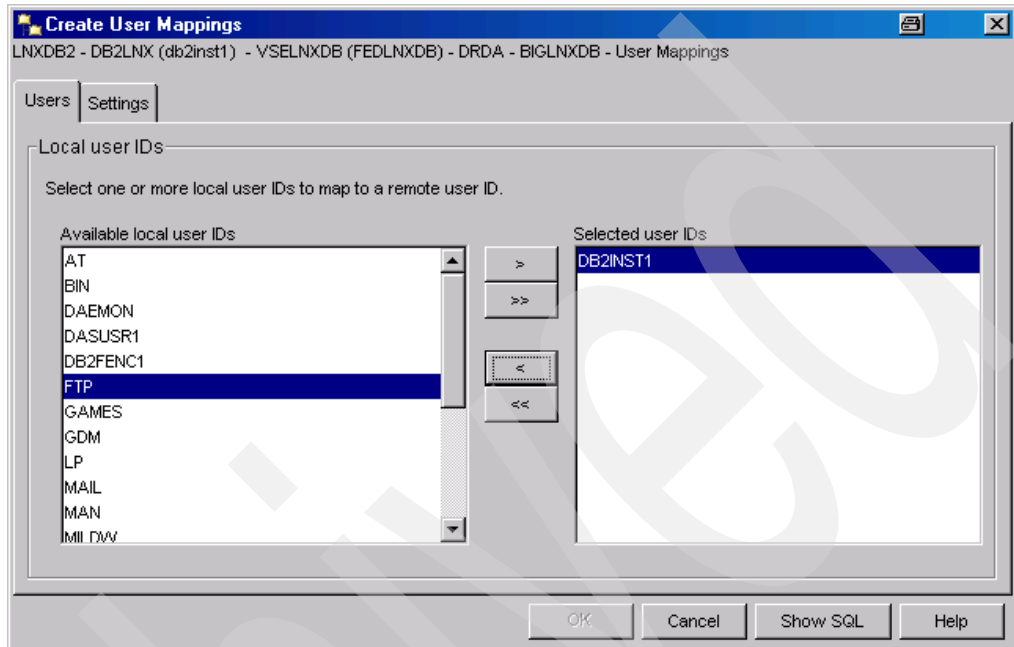 Create User Mappings
LNXDB2 - DB2LNX (db2inst1) - VSELNXDB (FEDLNXDB) - DRDA - BIGLNXDB - User Mappings
Users Settings
Local user IDs
Select one or more local user IDs to map to a remote user ID.
Available local user IDs
AT
BIN
DAEMON
DASUSR1
DB2FENC1
FTP
GAMES
GDM
LP
MAIL
MAN
>
>>
<
<<
Selected user IDs
DB2INST1
OK Cancel Show SQL Help